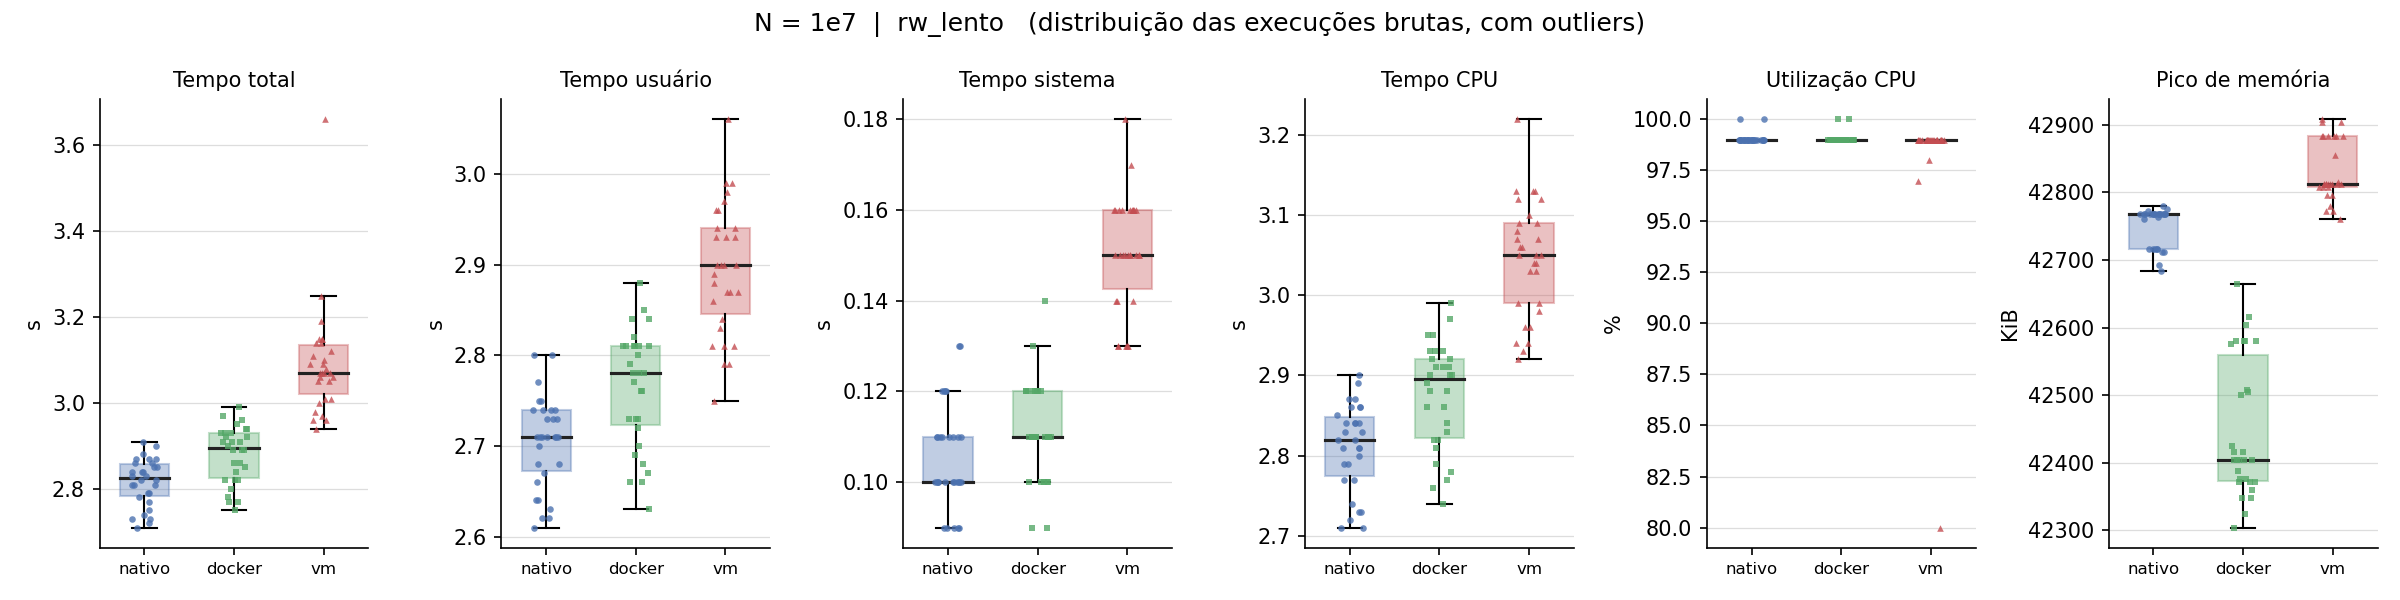 N = 1e7 | rw_lento (distribuição das execuções brutas, com outliers)
Tempo total
s
3.6
3.4
3.2
3.0
2.8
nativo docker vm
Tempo usuário
s
3.0
2.9
2.8
2.7
2.6
nativo docker vm
Tempo sistema
s
0.18
0.16
0.14
0.12
0.10
nativo docker vm
Tempo CPU
s
3.2
3.1
3.0
2.9
2.8
2.7
nativo docker vm
Utilização CPU
%
100.0
97.5
95.0
92.5
90.0
87.5
85.0
82.5
80.0
nativo docker vm
Pico de memória
KiB
42900
42800
42700
42600
42500
42400
42300
nativo docker vm